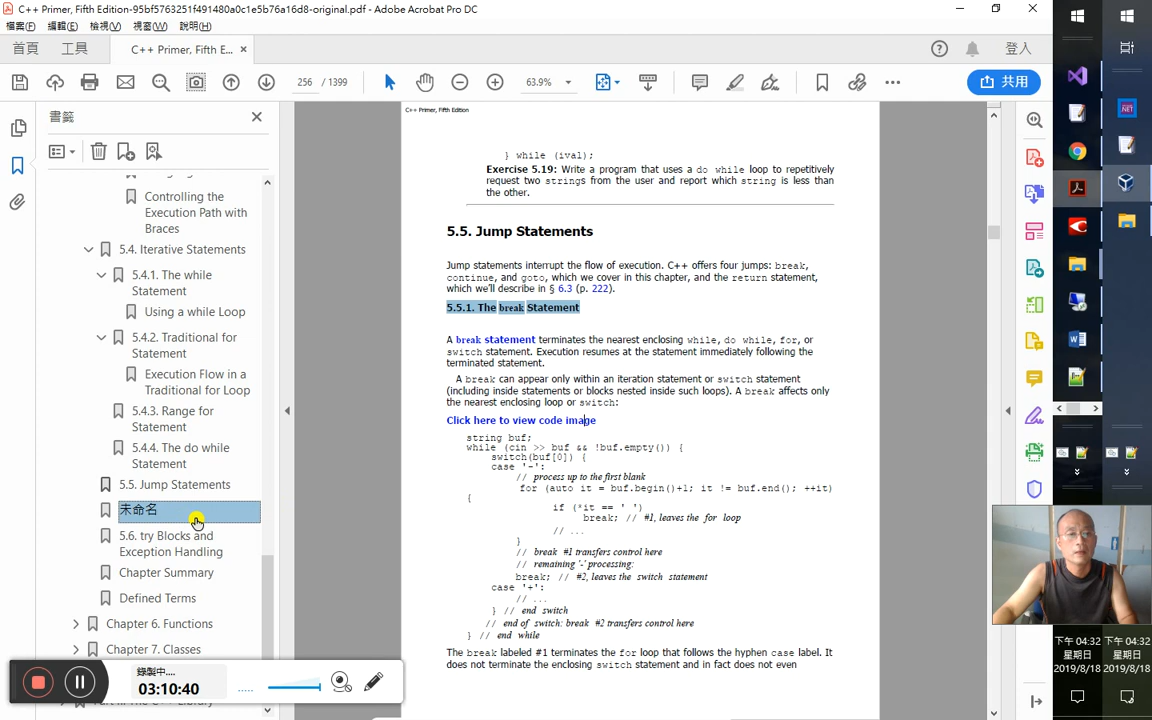 C++ Primer, Fifth Edition-95bf5763251f491480a0c1e5b76a16d8-original.pdf - Adobe Acrobat Pro DC
檔案(F) 編輯(E) 檢視(V) 視窗(W) 說明(H)
首頁 工具 C++ Primer, Fifth E... × 登入
256 / 1399 63.9% 共用
書籤
Controlling the
Execution Path with
Braces
5.4. Iterative Statements
5.4.1. The while
Statement
Using a while Loop
5.4.2. Traditional for
Statement
Execution Flow in a
Traditional for Loop
5.4.3. Range for
Statement
5.4.4. The do while
Statement
5.5. Jump Statements
未命名
5.6. try Blocks and
Exception Handling
Chapter Summary
Defined Terms
Chapter 6. Functions
Chapter 7. Classes
錄製中....
03:10:40
C++ Primer, Fifth Edition
} while (ival);
Exercise 5.19: Write a program that uses a do while loop to repetitively
request two strings from the user and report which string is less than
the other.
5.5. Jump Statements
Jump statements interrupt the flow of execution. C++ offers four jumps: break,
continue, and goto, which we cover in this chapter, and the return statement,
which we'll describe in § 6.3 (p. 222).
5.5.1. The break Statement
A break statement terminates the nearest enclosing while, do while, for, or
switch statement. Execution resumes at the statement immediately following the
terminated statement.
A break can appear only within an iteration statement or switch statement
(including inside statements or blocks nested inside such loops). A break affects only
the nearest enclosing loop or switch:
Click here to view code image
string buf;
while (cin >> buf && !buf.empty()) {
switch(buf[0]) {
case '-':
// process up to the first blank
for (auto it = buf.begin()+1; it != buf.end(); ++it)
{
if (*it == ' ')
break; // #1, leaves the for loop
// ...
}
// break #1 transfers control here
// remaining '-' processing:
break; // #2, leaves the switch statement
case '+':
// ...
} // end switch
// end of switch: break #2 transfers control here
} // end while
The break labeled #1 terminates the for loop that follows the hyphen case label. It
does not terminate the enclosing switch statement and in fact does not even
下午 04:32
星期日
2019/8/18
下午 04:32
星期日
2019/8/18